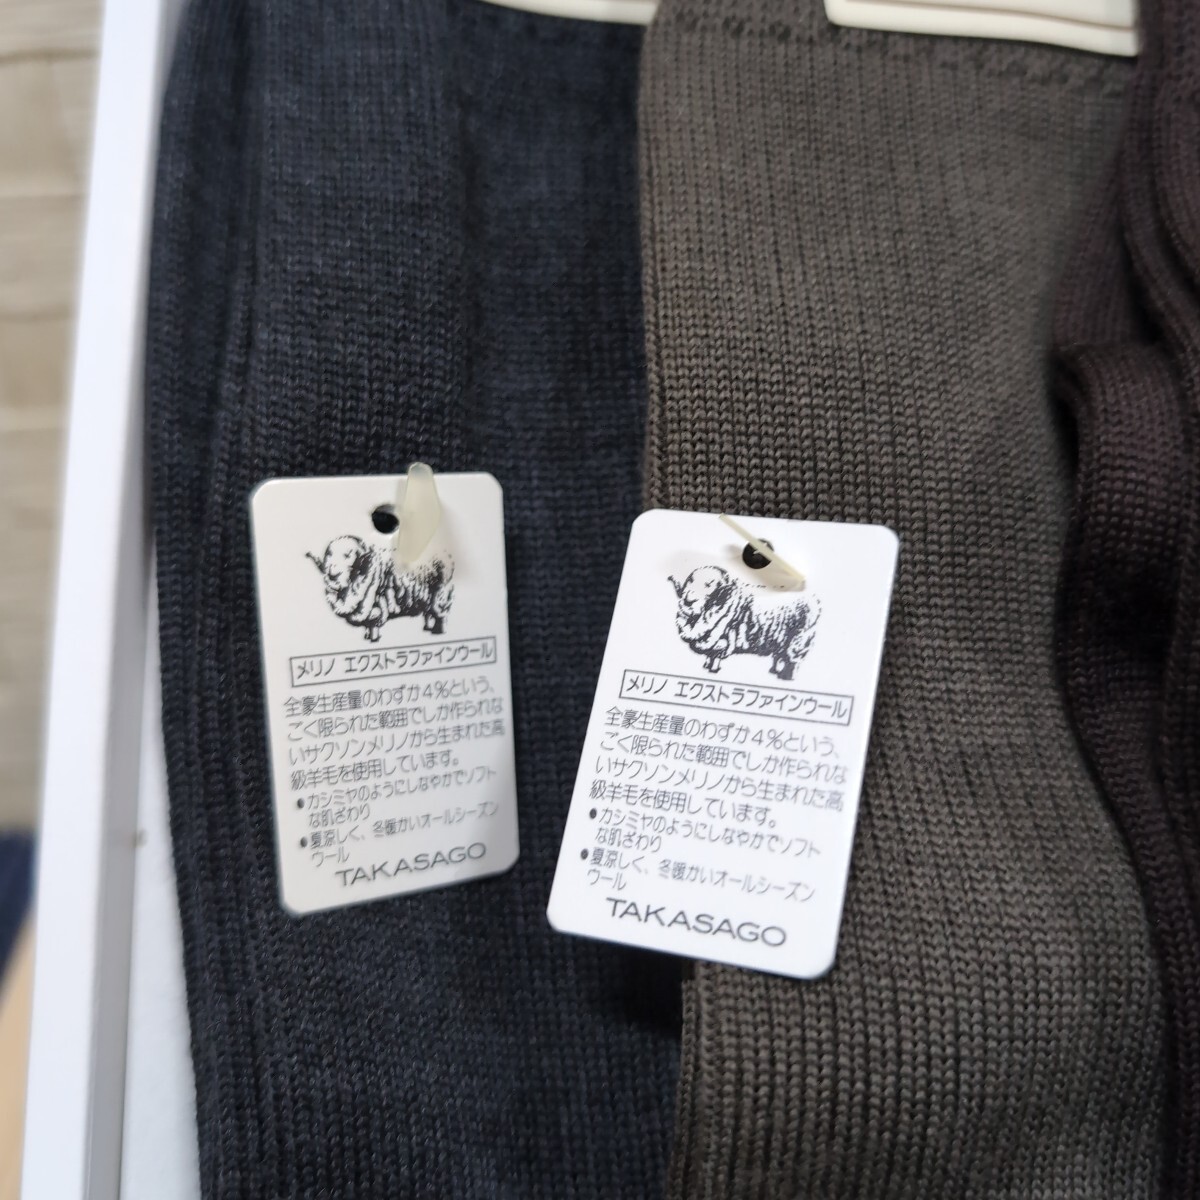 メリノ エクストラファインウール
全豪生産量のわずか4%という、
ごく限られた範囲でしか作られな
いサクソンメリノから生まれた高
級羊毛を使用しています。
●カシミヤのようにしなやかでソフト
な肌ざわり
●夏涼しく、冬暖かいオールシーズン
ウール
TAKASAGO
メリノ エクストラファインウール
全豪生産量のわずか4%という、
ごく限られた範囲でしか作られな
いサクソンメリノから生まれた高
級羊毛を使用しています。
●カシミヤのようにしなやかでソフト
な肌ざわり
●夏涼しく、冬暖かいオールシーズン
ウール
TAKASAGO